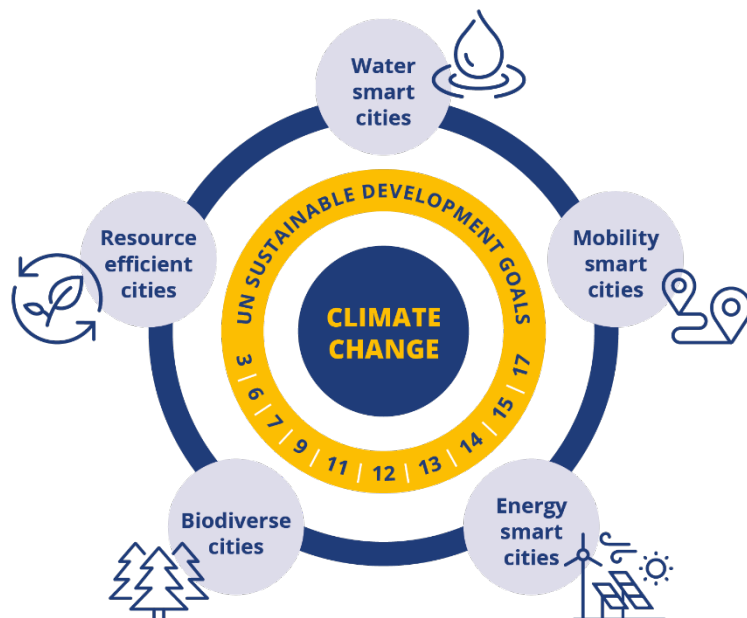 Water
smart
cities
Resource
efficient
cities
Mobility
smart
cities
UN SUSTAINABLE DEVELOPMENT GOALS
CLIMATE
CHANGE
3 | 6 | 7 | 9 | 11 | 12 | 13 | 14 | 15 | 17
Biodiverse
cities
Energy
smart
cities